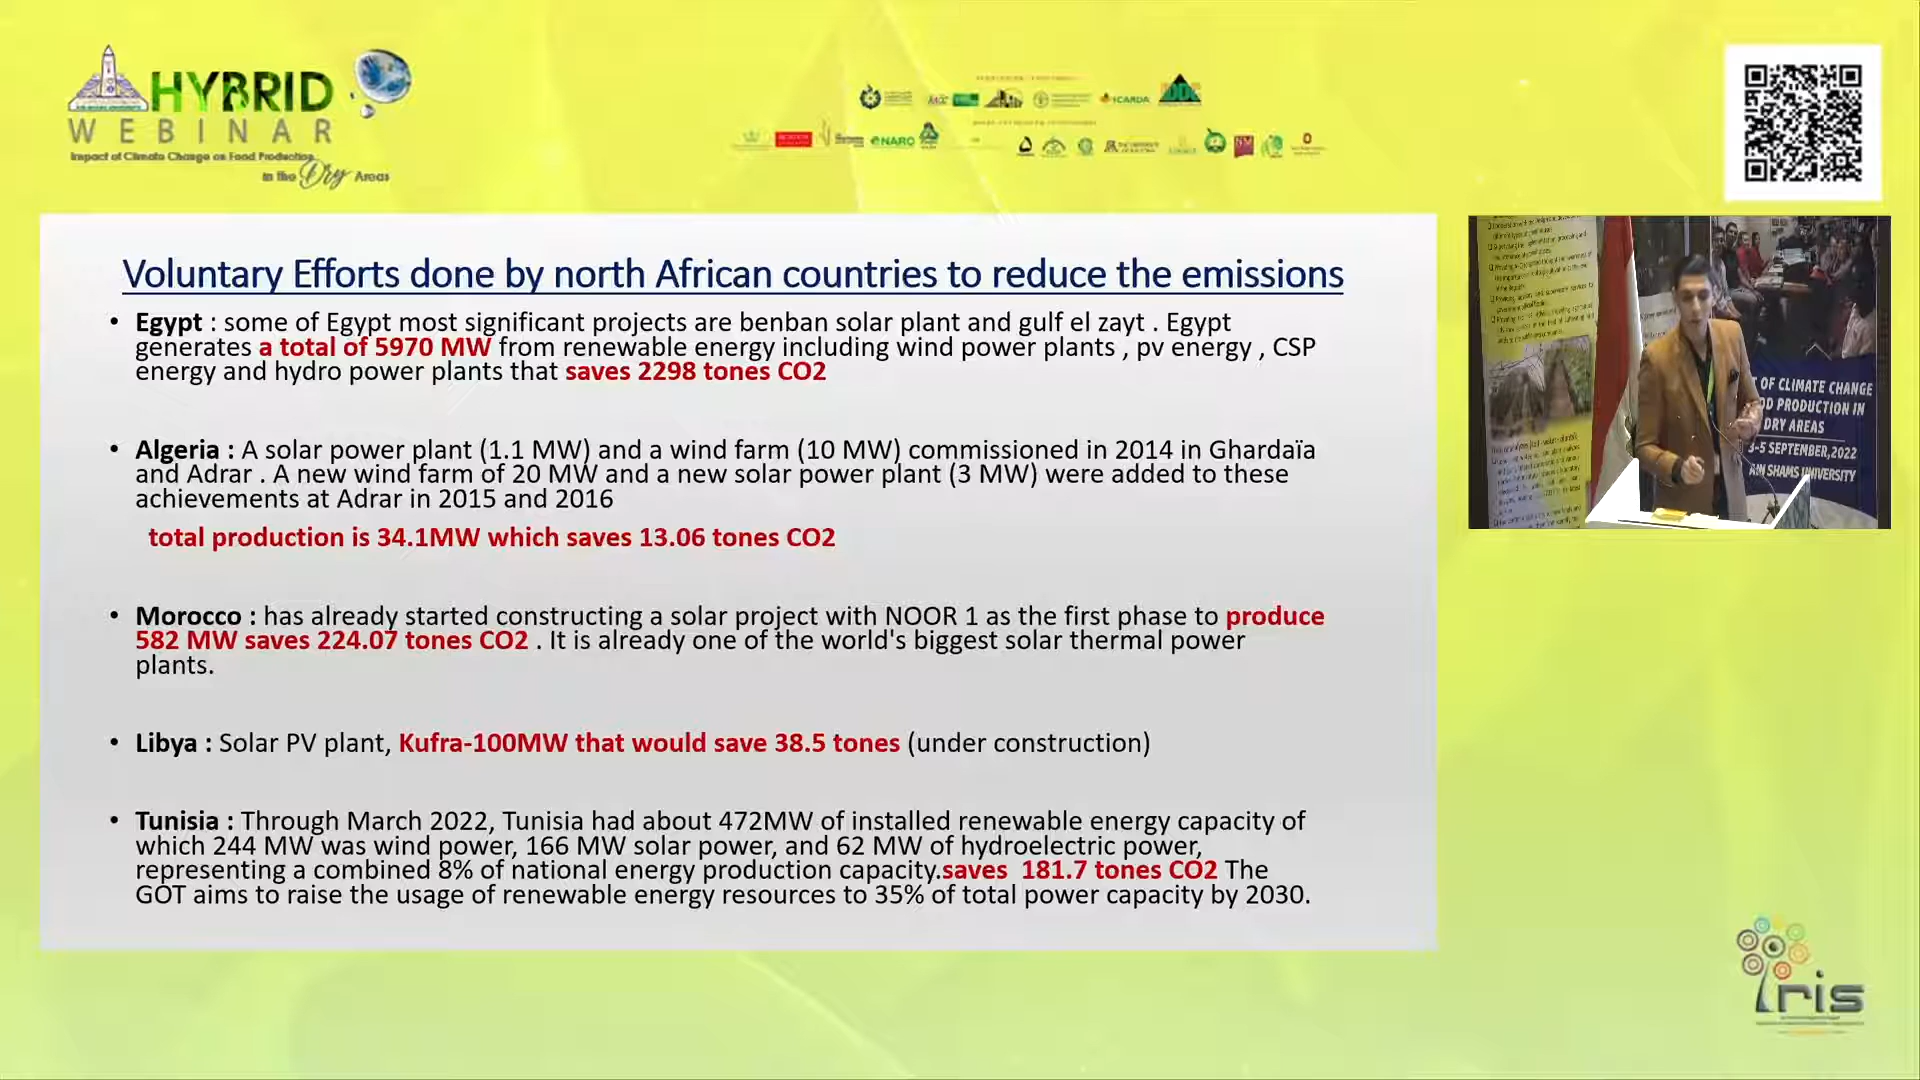 HYBRID
WEBINAR
Impact of Climate Change on Food Production
in the Dry Areas
ICARDA
NARC
Voluntary Efforts done by north African countries to reduce the emissions
• Egypt : some of Egypt most significant projects are benban solar plant and gulf el zayt . Egypt
generates a total of 5970 MW from renewable energy including wind power plants , pv energy , CSP
energy and hydro power plants that saves 2298 tones CO2
• Algeria : A solar power plant (1.1 MW) and a wind farm (10 MW) commissioned in 2014 in Ghardaïa
and Adrar . A new wind farm of 20 MW and a new solar power plant (3 MW) were added to these
achievements at Adrar in 2015 and 2016
total production is 34.1MW which saves 13.06 tones CO2
• Morocco : has already started constructing a solar project with NOOR 1 as the first phase to produce
582 MW saves 224.07 tones CO2 . It is already one of the world's biggest solar thermal power
plants.
• Libya : Solar PV plant, Kufra-100MW that would save 38.5 tones (under construction)
• Tunisia : Through March 2022, Tunisia had about 472MW of installed renewable energy capacity of
which 244 MW was wind power, 166 MW solar power, and 62 MW of hydroelectric power,
representing a combined 8% of national energy production capacity.saves 181.7 tones CO2 The
GOT aims to raise the usage of renewable energy resources to 35% of total power capacity by 2030.
OF CLIMATE CHANGE
OD PRODUCTION IN
DRY AREAS
3-5 SEPTEMBER,2022
AIN SHAMS UNIVERSITY
Iris